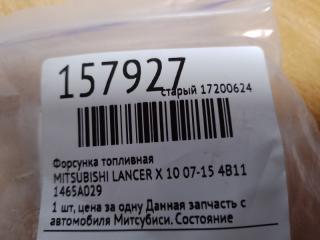 157927
старый 17200624
Форсунка топливная
MITSUBISHI LANCER X 10 07-15 4B11
1465A029
1 шт, цена за одну Данная запчасть с
автомобиля Митсубиси. Состояние